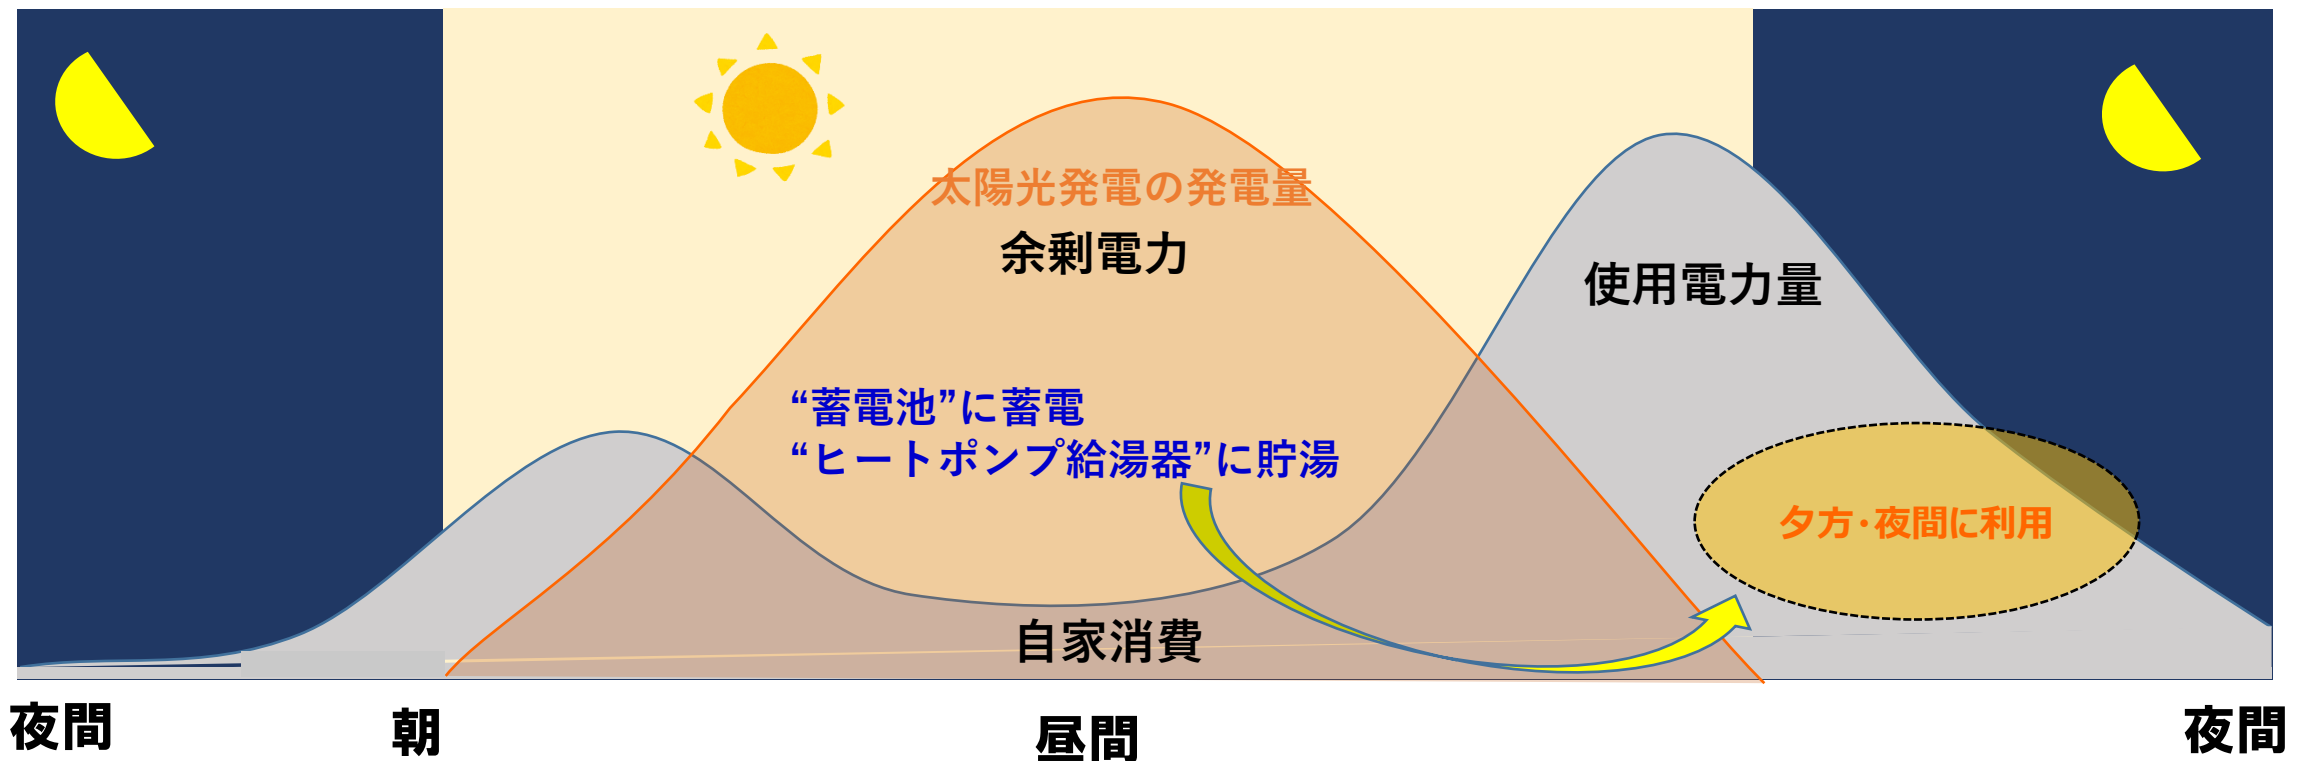 太陽光発電の発電量
余剰電力
使用電力量
“蓄電池”に蓄電
“ヒートポンプ給湯器”に貯湯
夕方・夜間に利用
自家消費
夜間
朝
昼間
夜間